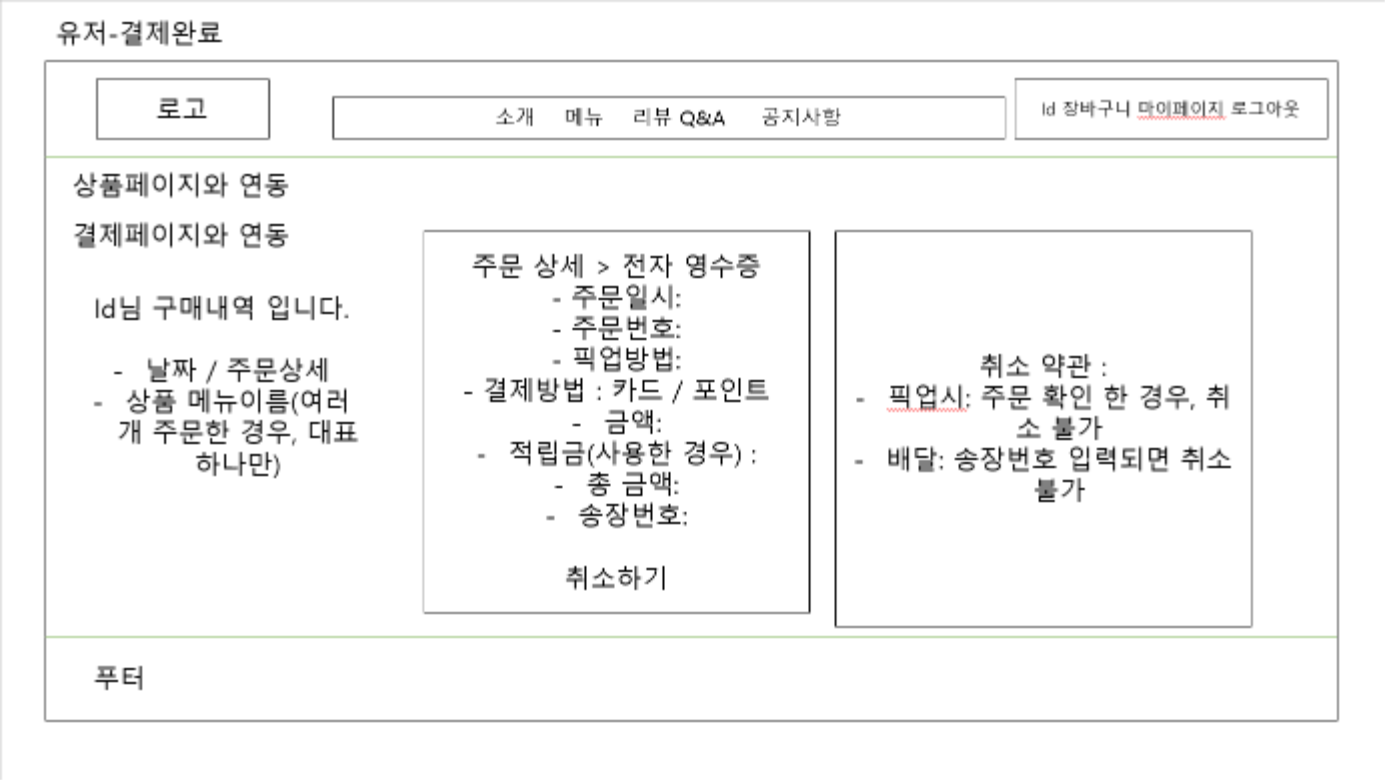 유저-결제완료
로고
소개 메뉴 리뷰 Q&A 공지사항
Id 장바구니 마이페이지 로그아웃
상품페이지와 연동
결제페이지와 연동
Id님 구매내역 입니다.
- 날짜 / 주문상세
- 상품 메뉴이름(여러
개 주문한 경우, 대표
하나만)
주문 상세 > 전자 영수증
- 주문일시:
- 주문번호:
- 픽업방법:
- 결제방법 : 카드 / 포인트
- 금액:
- 적립금(사용한 경우) :
- 총 금액:
- 송장번호:
취소하기
취소 약관 :
- 픽업시: 주문 확인 한 경우, 취
소 불가
- 배달: 송장번호 입력되면 취소
불가
푸터